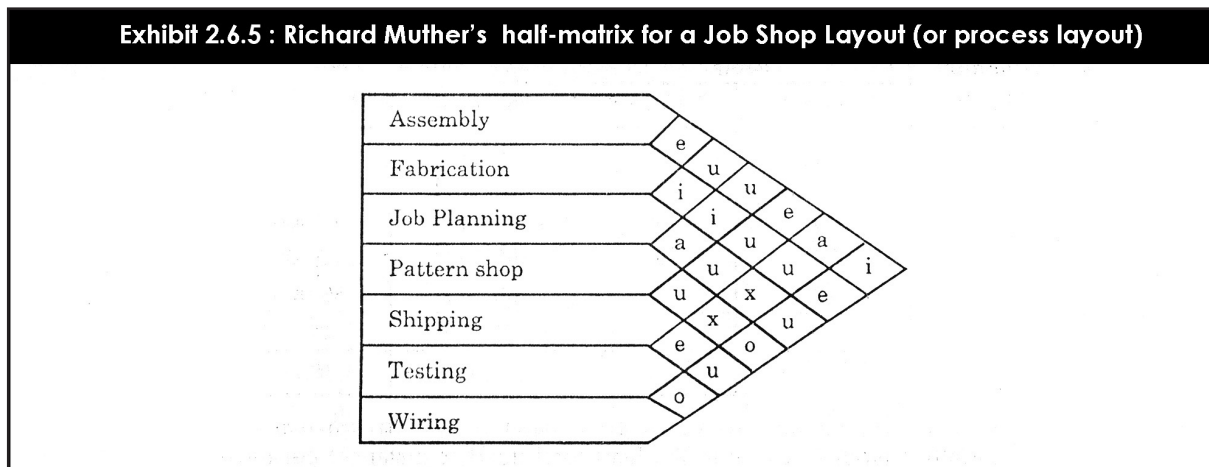 Exhibit 2.6.5 : Richard Muther's half-matrix for a Job Shop Layout (or process layout)
Assembly
e
Fabrication u
i u
Job Planning i e
a u a
Pattern shop u u i
u x e
Shipping x u
e o
Testing u
o
Wiring